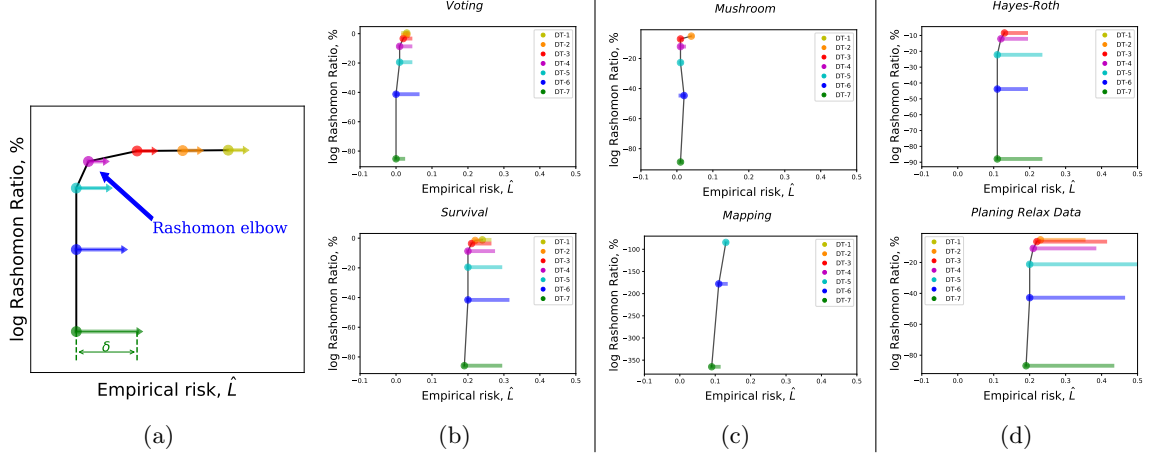 log Rashomon Ratio, %
Rashomon elbow
δ
Empirical risk, L̂
(a)
Voting
log Rashomon Ratio, %
0
−20
−40
−60
−80
−0.1 0.0 0.1 0.2 0.3 0.4 0.5
Empirical risk, L̂
DT-1
DT-2
DT-3
DT-4
DT-5
DT-6
DT-7
Survival
log Rashomon Ratio, %
0
−20
−40
−60
−80
−0.1 0.0 0.1 0.2 0.3 0.4 0.5
Empirical risk, L̂
DT-1
DT-2
DT-3
DT-4
DT-5
DT-6
DT-7
(b)
Mushroom
log Rashomon Ratio, %
−20
−40
−60
−80
−0.1 0.0 0.1 0.2 0.3 0.4 0.5
Empirical risk, L̂
DT-1
DT-2
DT-3
DT-4
DT-5
DT-6
DT-7
Mapping
log Rashomon Ratio, %
−100
−150
−200
−250
−300
−350
−0.1 0.0 0.1 0.2 0.3 0.4 0.5
Empirical risk, L̂
DT-1
DT-2
DT-3
DT-4
DT-5
DT-6
DT-7
(c)
Hayes-Roth
log Rashomon Ratio, %
−10
−20
−30
−40
−50
−60
−70
−80
−90
−0.1 0.0 0.1 0.2 0.3 0.4 0.5
Empirical risk, L̂
DT-1
DT-2
DT-3
DT-4
DT-5
DT-6
DT-7
Planing Relax Data
log Rashomon Ratio, %
−20
−40
−60
−80
−0.1 0.0 0.1 0.2 0.3 0.4 0.5
Empirical risk, L̂
DT-1
DT-2
DT-3
DT-4
DT-5
DT-6
DT-7
(d)